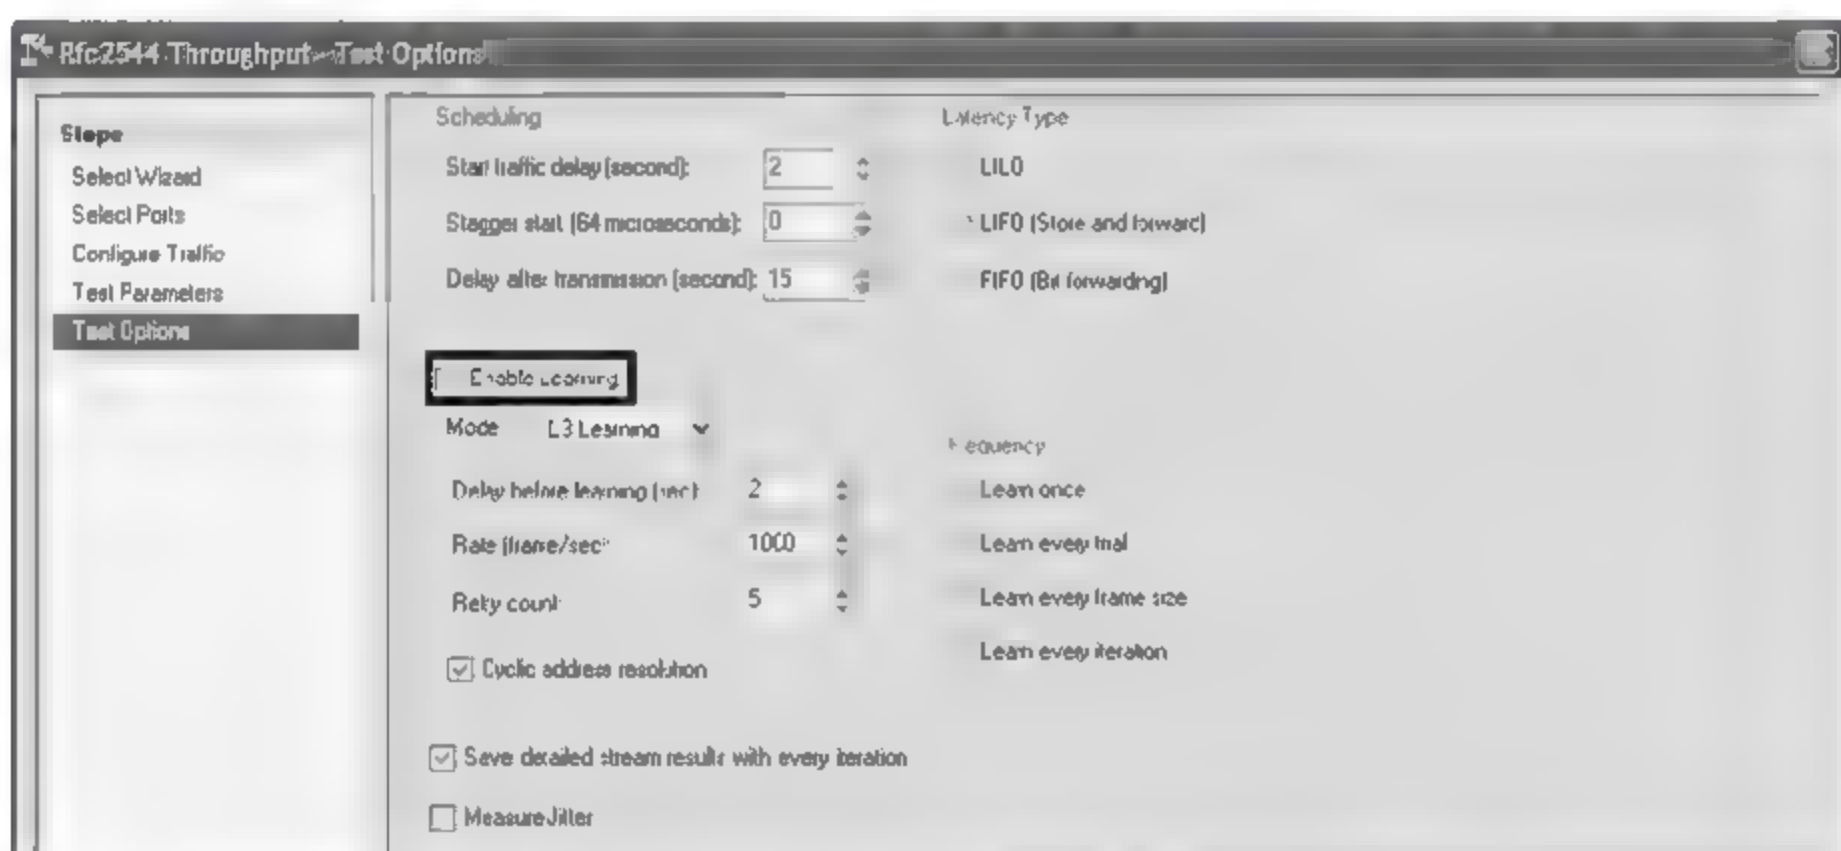 Rfc2544 Throughput - Test Options
Steps
Select Wizard
Select Ports
Configure Traffic
Test Parameters
Test Options
Scheduling
Start traffic delay (second): 2
Stagger start (64 microseconds): 0
Delay after transmission (second): 15
Latency Type
LILO
LIFO (Store and forward)
FIFO (Bit forwarding)
Enable Learning
Mode L3 Learning
Delay before learning (sec): 2
Rate (frame/sec): 1000
Retry count: 5
Cyclic address resolution
Frequency
Learn once
Learn every trial
Learn every frame size
Learn every iteration
Save detailed stream results with every iteration
Measure Jitter